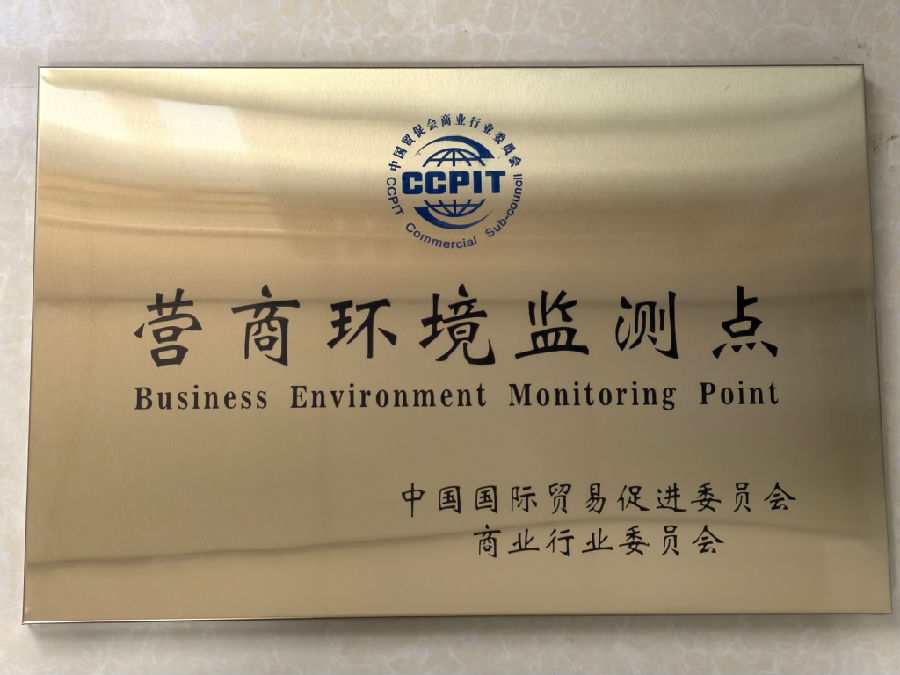 中国贸促会商业行业委员会
CCPIT
CCPIT Commercial Sub-council
营商环境监测点
Business Environment Monitoring Point
中国国际贸易促进委员会
商业行业委员会